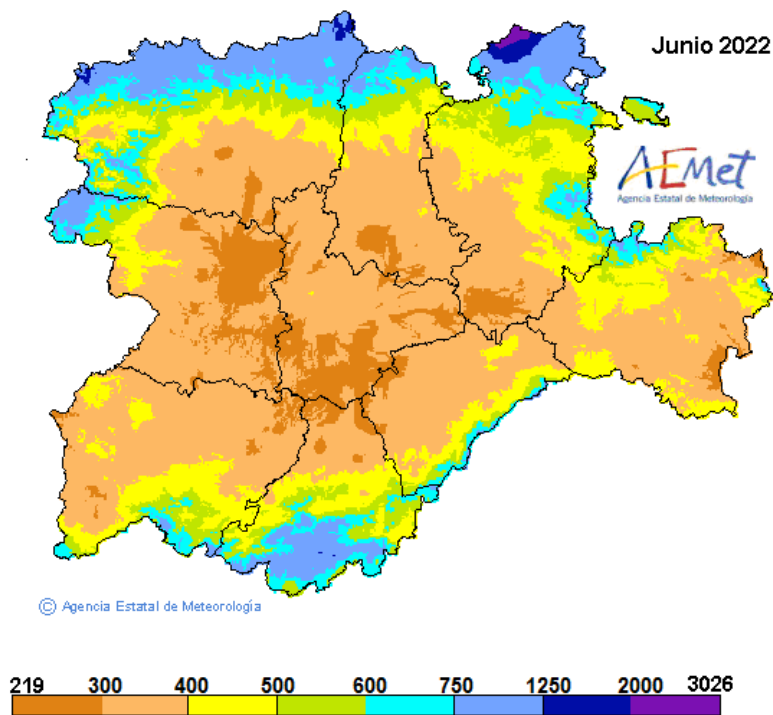 Junio 2022
AEMet
Agencia Estatal de Meteorología
© Agencia Estatal de Meteorología
219 300 400 500 600 750 1250 2000 3026